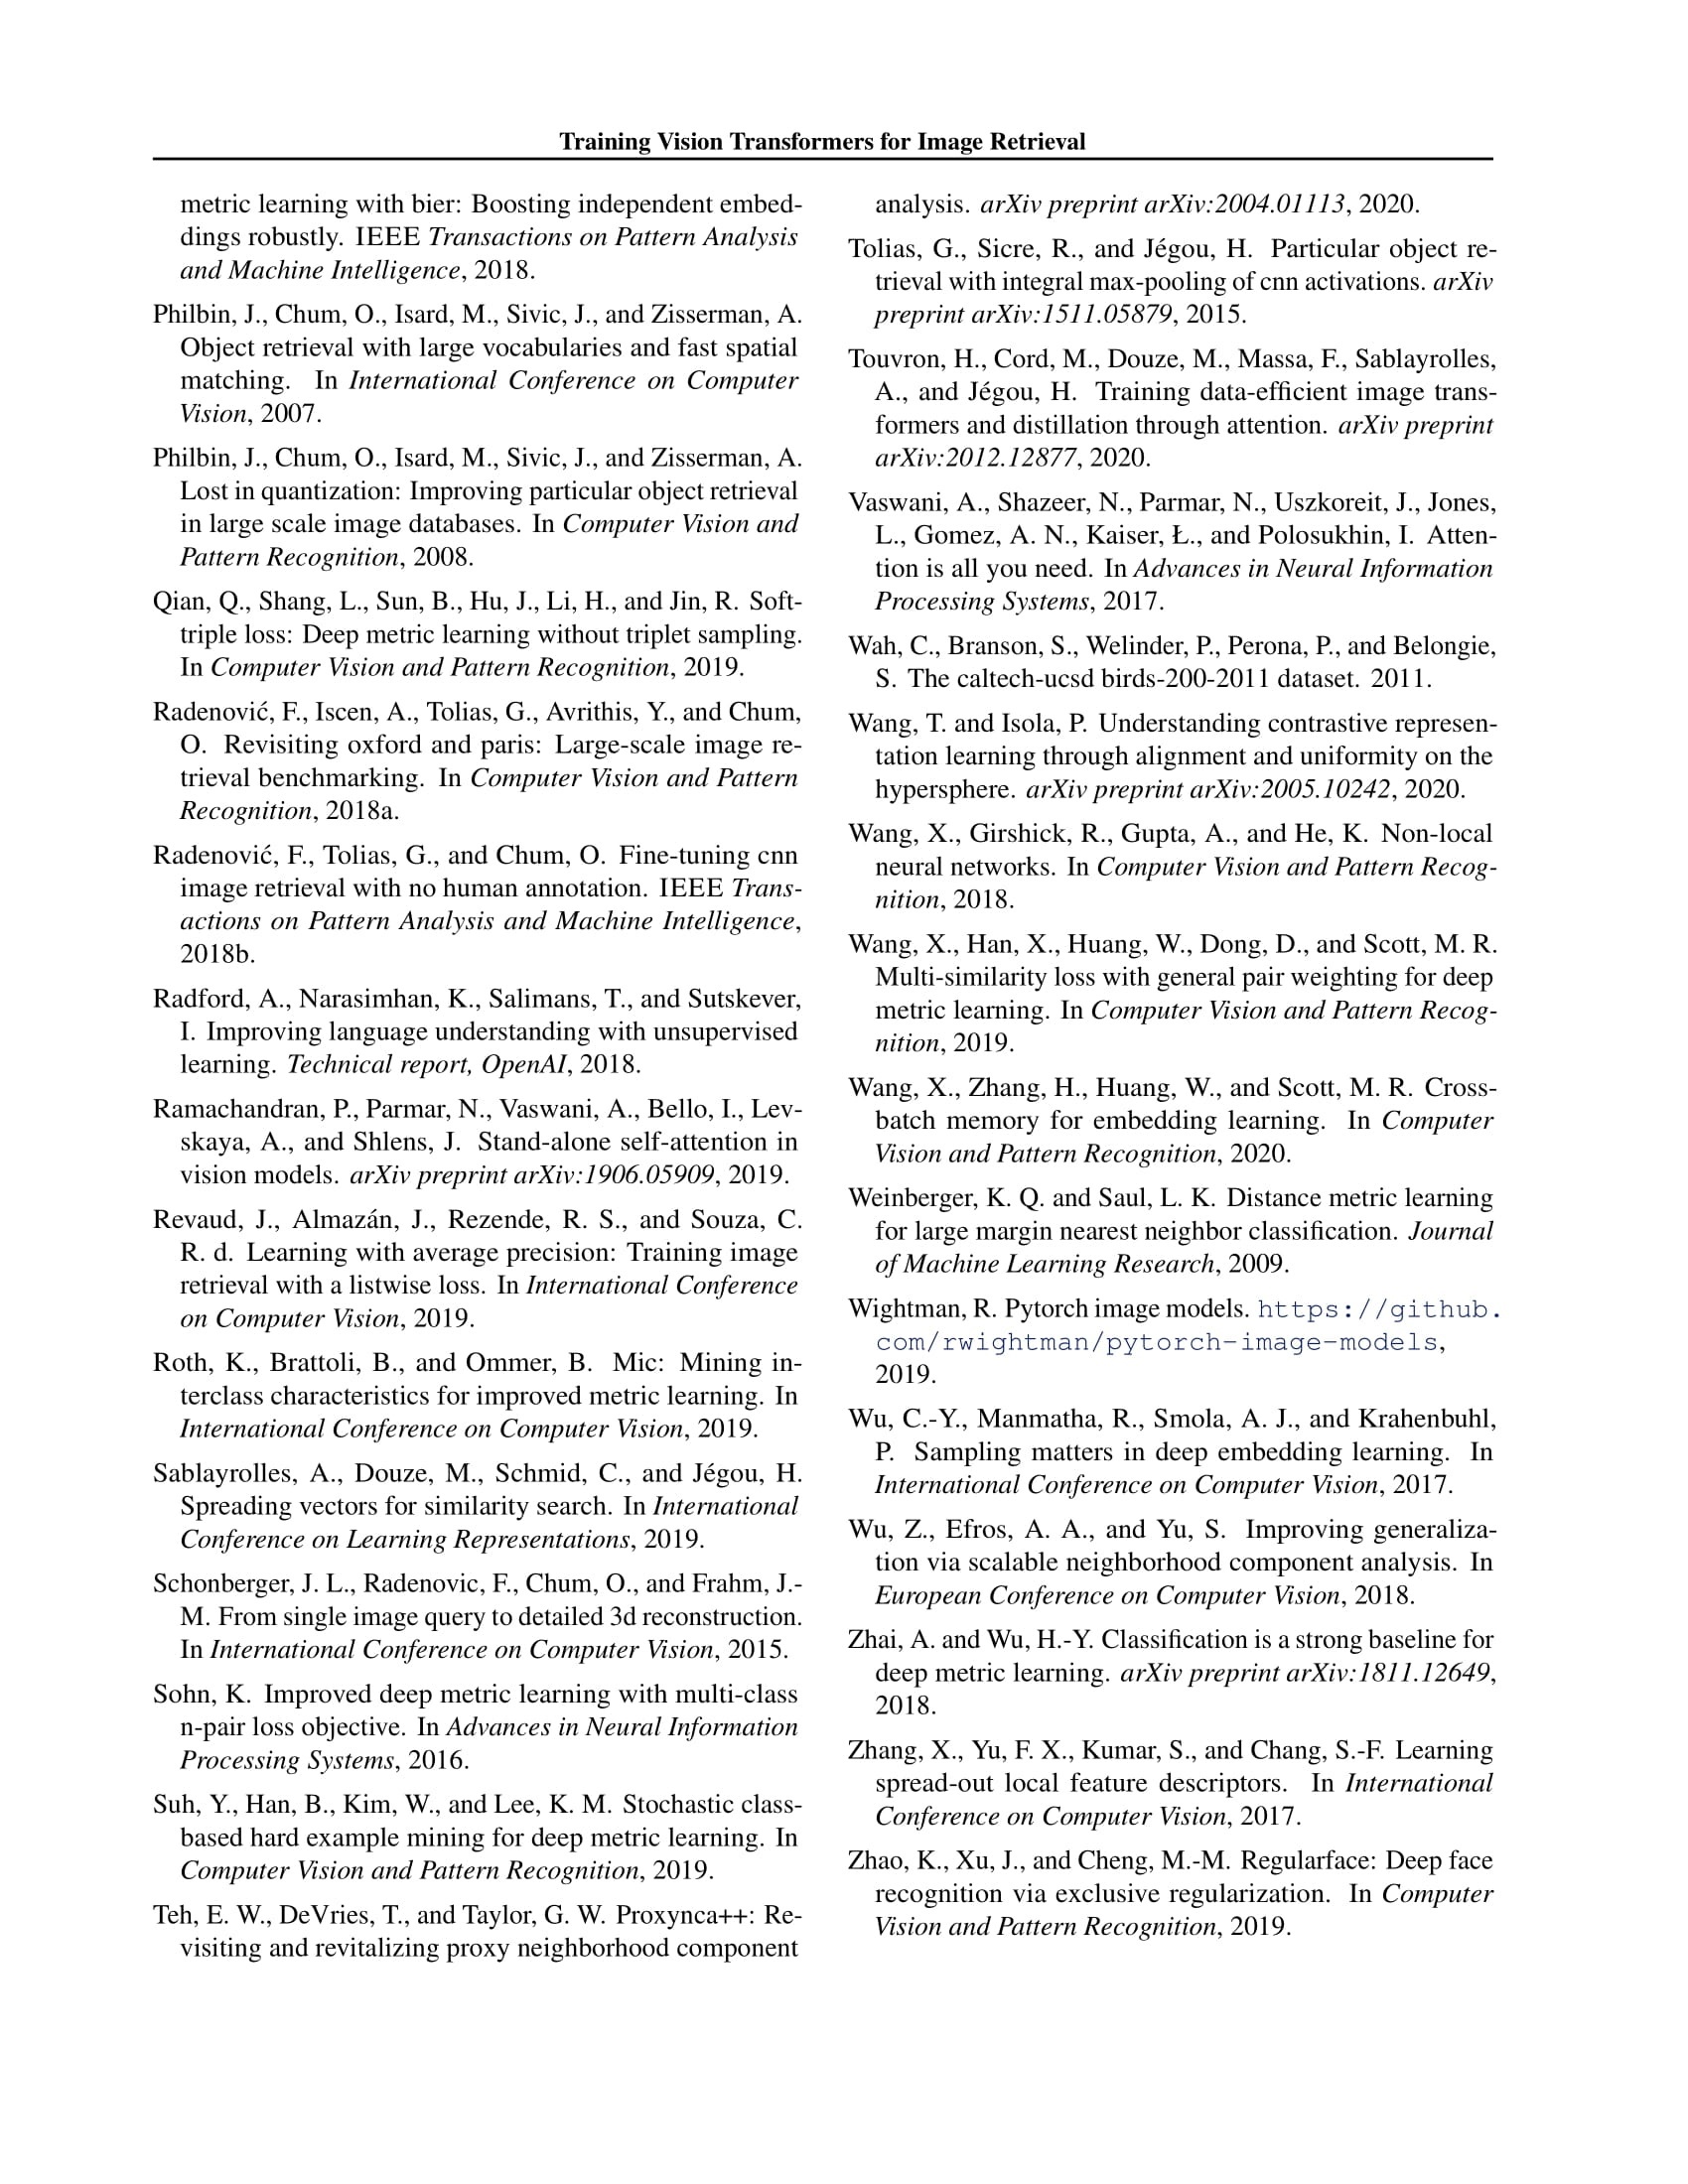 Training Vision Transformers for Image Retrieval
metric learning with bier: Boosting independent embed-
dings robustly. IEEE Transactions on Pattern Analysis
and Machine Intelligence, 2018.
Philbin, J., Chum, O., Isard, M., Sivic, J., and Zisserman, A.
Object retrieval with large vocabularies and fast spatial
matching. In International Conference on Computer
Vision, 2007.
Philbin, J., Chum, O., Isard, M., Sivic, J., and Zisserman, A.
Lost in quantization: Improving particular object retrieval
in large scale image databases. In Computer Vision and
Pattern Recognition, 2008.
Qian, Q., Shang, L., Sun, B., Hu, J., Li, H., and Jin, R. Soft-
triple loss: Deep metric learning without triplet sampling.
In Computer Vision and Pattern Recognition, 2019.
Radenović, F., Iscen, A., Tolias, G., Avrithis, Y., and Chum,
O. Revisiting oxford and paris: Large-scale image re-
trieval benchmarking. In Computer Vision and Pattern
Recognition, 2018a.
Radenović, F., Tolias, G., and Chum, O. Fine-tuning cnn
image retrieval with no human annotation. IEEE Trans-
actions on Pattern Analysis and Machine Intelligence,
2018b.
Radford, A., Narasimhan, K., Salimans, T., and Sutskever,
I. Improving language understanding with unsupervised
learning. Technical report, OpenAI, 2018.
Ramachandran, P., Parmar, N., Vaswani, A., Bello, I., Lev-
skaya, A., and Shlens, J. Stand-alone self-attention in
vision models. arXiv preprint arXiv:1906.05909, 2019.
Revaud, J., Almazán, J., Rezende, R. S., and Souza, C.
R. d. Learning with average precision: Training image
retrieval with a listwise loss. In International Conference
on Computer Vision, 2019.
Roth, K., Brattoli, B., and Ommer, B. Mic: Mining in-
terclass characteristics for improved metric learning. In
International Conference on Computer Vision, 2019.
Sablayrolles, A., Douze, M., Schmid, C., and Jégou, H.
Spreading vectors for similarity search. In International
Conference on Learning Representations, 2019.
Schonberger, J. L., Radenovic, F., Chum, O., and Frahm, J.-
M. From single image query to detailed 3d reconstruction.
In International Conference on Computer Vision, 2015.
Sohn, K. Improved deep metric learning with multi-class
n-pair loss objective. In Advances in Neural Information
Processing Systems, 2016.
Suh, Y., Han, B., Kim, W., and Lee, K. M. Stochastic class-
based hard example mining for deep metric learning. In
Computer Vision and Pattern Recognition, 2019.
Teh, E. W., DeVries, T., and Taylor, G. W. Proxynca++: Re-
visiting and revitalizing proxy neighborhood component
analysis. arXiv preprint arXiv:2004.01113, 2020.
Tolias, G., Sicre, R., and Jégou, H. Particular object re-
trieval with integral max-pooling of cnn activations. arXiv
preprint arXiv:1511.05879, 2015.
Touvron, H., Cord, M., Douze, M., Massa, F., Sablayrolles,
A., and Jégou, H. Training data-efficient image trans-
formers and distillation through attention. arXiv preprint
arXiv:2012.12877, 2020.
Vaswani, A., Shazeer, N., Parmar, N., Uszkoreit, J., Jones,
L., Gomez, A. N., Kaiser, Ł., and Polosukhin, I. Atten-
tion is all you need. In Advances in Neural Information
Processing Systems, 2017.
Wah, C., Branson, S., Welinder, P., Perona, P., and Belongie,
S. The caltech-ucsd birds-200-2011 dataset. 2011.
Wang, T. and Isola, P. Understanding contrastive represen-
tation learning through alignment and uniformity on the
hypersphere. arXiv preprint arXiv:2005.10242, 2020.
Wang, X., Girshick, R., Gupta, A., and He, K. Non-local
neural networks. In Computer Vision and Pattern Recog-
nition, 2018.
Wang, X., Han, X., Huang, W., Dong, D., and Scott, M. R.
Multi-similarity loss with general pair weighting for deep
metric learning. In Computer Vision and Pattern Recog-
nition, 2019.
Wang, X., Zhang, H., Huang, W., and Scott, M. R. Cross-
batch memory for embedding learning. In Computer
Vision and Pattern Recognition, 2020.
Weinberger, K. Q. and Saul, L. K. Distance metric learning
for large margin nearest neighbor classification. Journal
of Machine Learning Research, 2009.
Wightman, R. Pytorch image models. https://github.
com/rwightman/pytorch-image-models,
2019.
Wu, C.-Y., Manmatha, R., Smola, A. J., and Krahenbuhl,
P. Sampling matters in deep embedding learning. In
International Conference on Computer Vision, 2017.
Wu, Z., Efros, A. A., and Yu, S. Improving generaliza-
tion via scalable neighborhood component analysis. In
European Conference on Computer Vision, 2018.
Zhai, A. and Wu, H.-Y. Classification is a strong baseline for
deep metric learning. arXiv preprint arXiv:1811.12649,
2018.
Zhang, X., Yu, F. X., Kumar, S., and Chang, S.-F. Learning
spread-out local feature descriptors. In International
Conference on Computer Vision, 2017.
Zhao, K., Xu, J., and Cheng, M.-M. Regularface: Deep face
recognition via exclusive regularization. In Computer
Vision and Pattern Recognition, 2019.